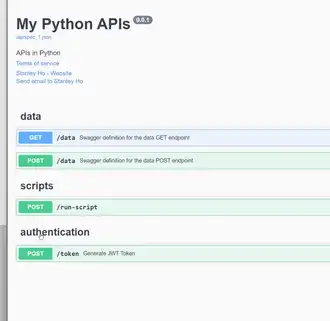 My Python APIs 0.0.1
/apispec_1.json
APIs in Python
Terms of service
Stanley Ho - Website
Send email to Stanley Ho
data
GET /data Swagger definition for the data GET endpoint
POST /data Swagger definition for the data POST endpoint
scripts
POST /run-script
authentication
POST /token Generate JWT Token